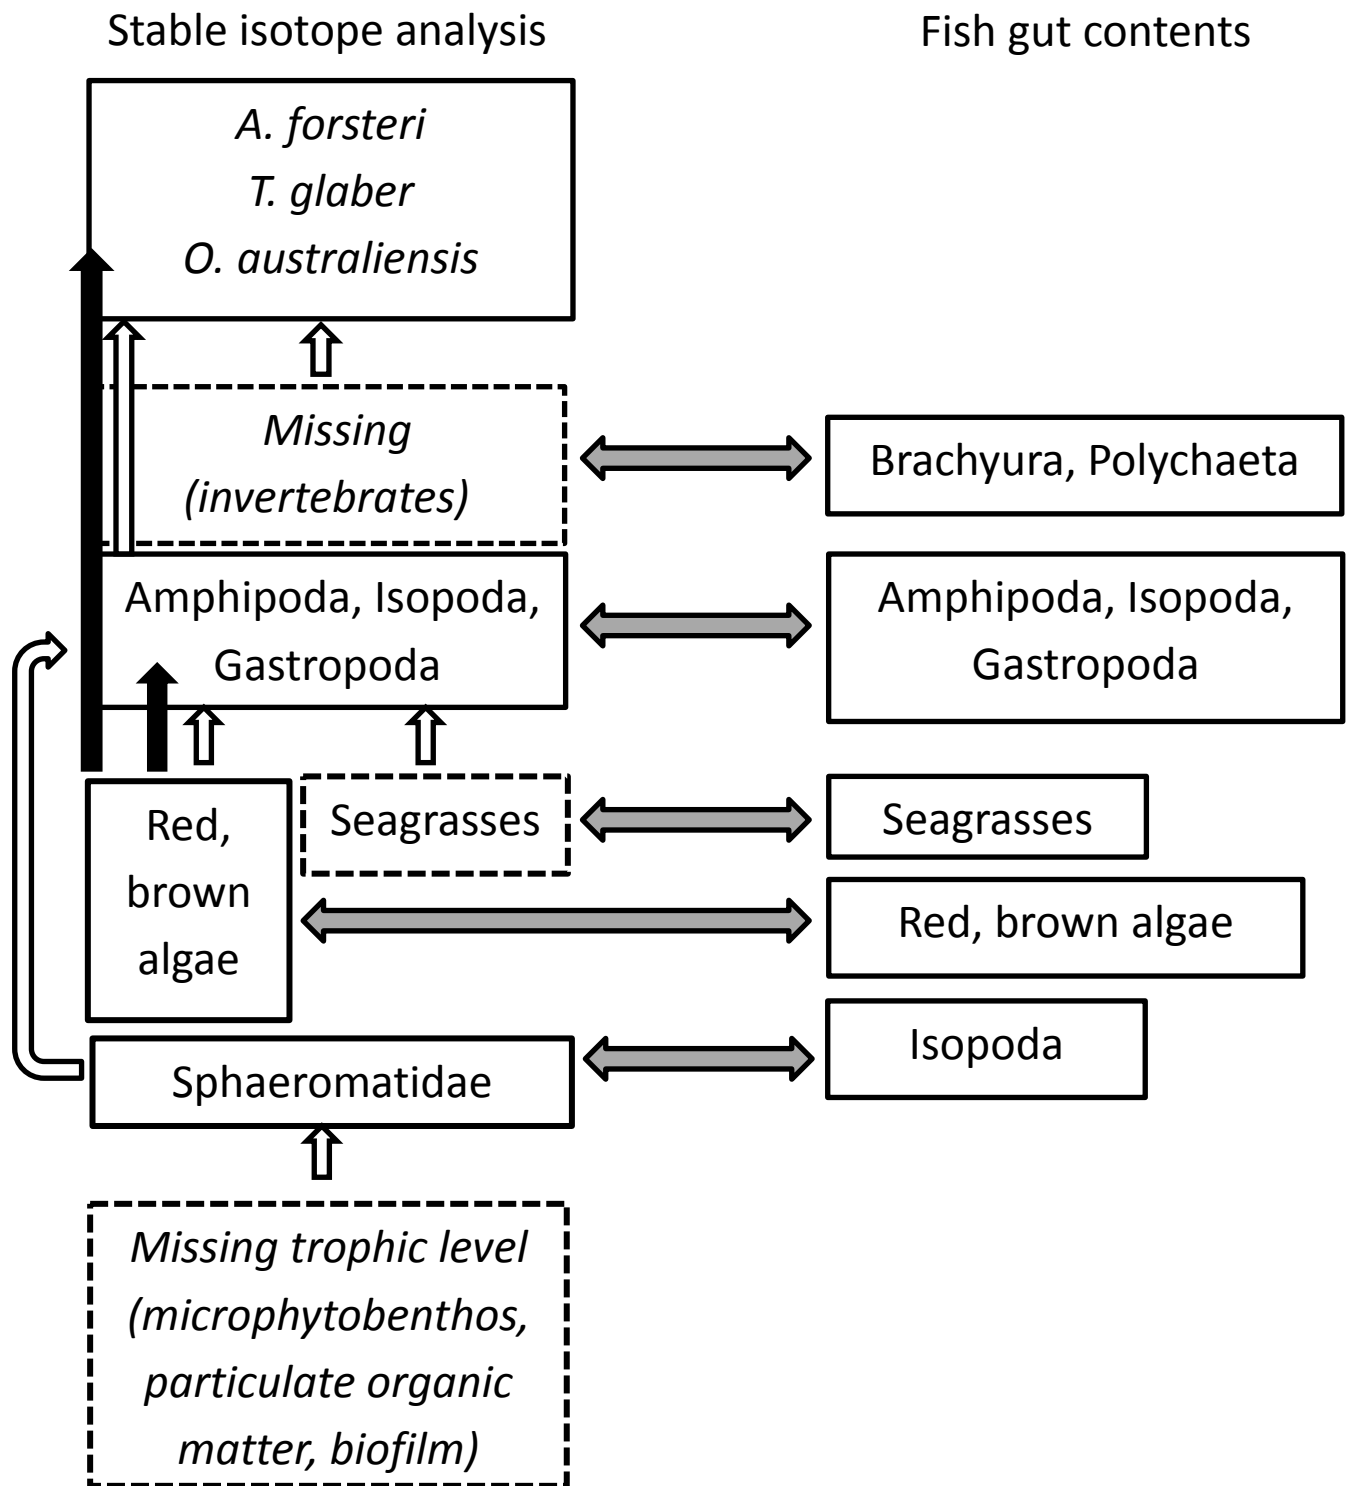 Stable isotope analysis
Fish gut contents
A. forsteri
T. glaber
O. australiensis
Missing
(invertebrates)
Brachyura, Polychaeta
Amphipoda, Isopoda,
Gastropoda
Amphipoda, Isopoda,
Gastropoda
Red,
brown
algae
Seagrasses
Seagrasses
Red, brown algae
Sphaeromatidae
Isopoda
Missing trophic level
(microphytobenthos,
particulate organic
matter, biofilm)